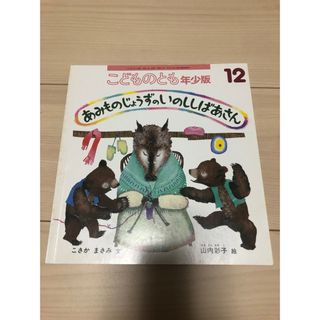 こどものとも 年少版 12
あみものじょうずのいのししばあさん
こさか まさみ 文
山内彩子 絵